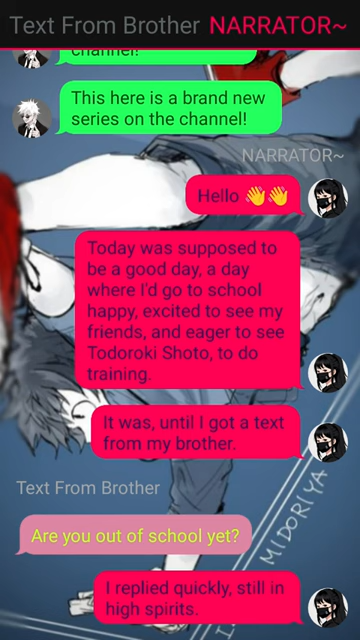 Text From Brother NARRATOR~
channel!
This here is a brand new
series on the channel!
NARRATOR~
Hello 👋👋
Today was supposed to
be a good day, a day
where I'd go to school
happy, excited to see my
friends, and eager to see
Todoroki Shoto, to do
training.
It was, until I got a text
from my brother.
Text From Brother
Are you out of school yet?
MIDORIYA
I replied quickly, still in
high spirits.